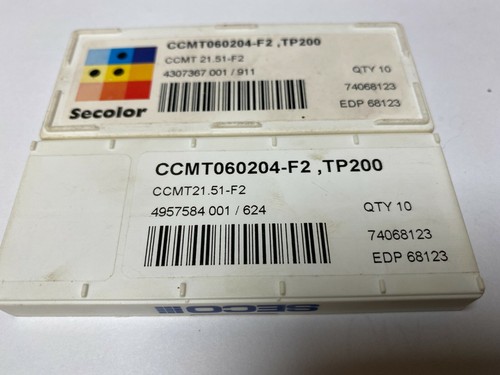 CCMT060204-F2 ,TP200
CCMT 21.51-F2
4307367 001 / 911
QTY 10
74068123
EDP 68123
Secolor
CCMT060204-F2 ,TP200
CCMT21.51-F2
4957584 001 / 624
QTY 10
74068123
EDP 68123
SECO